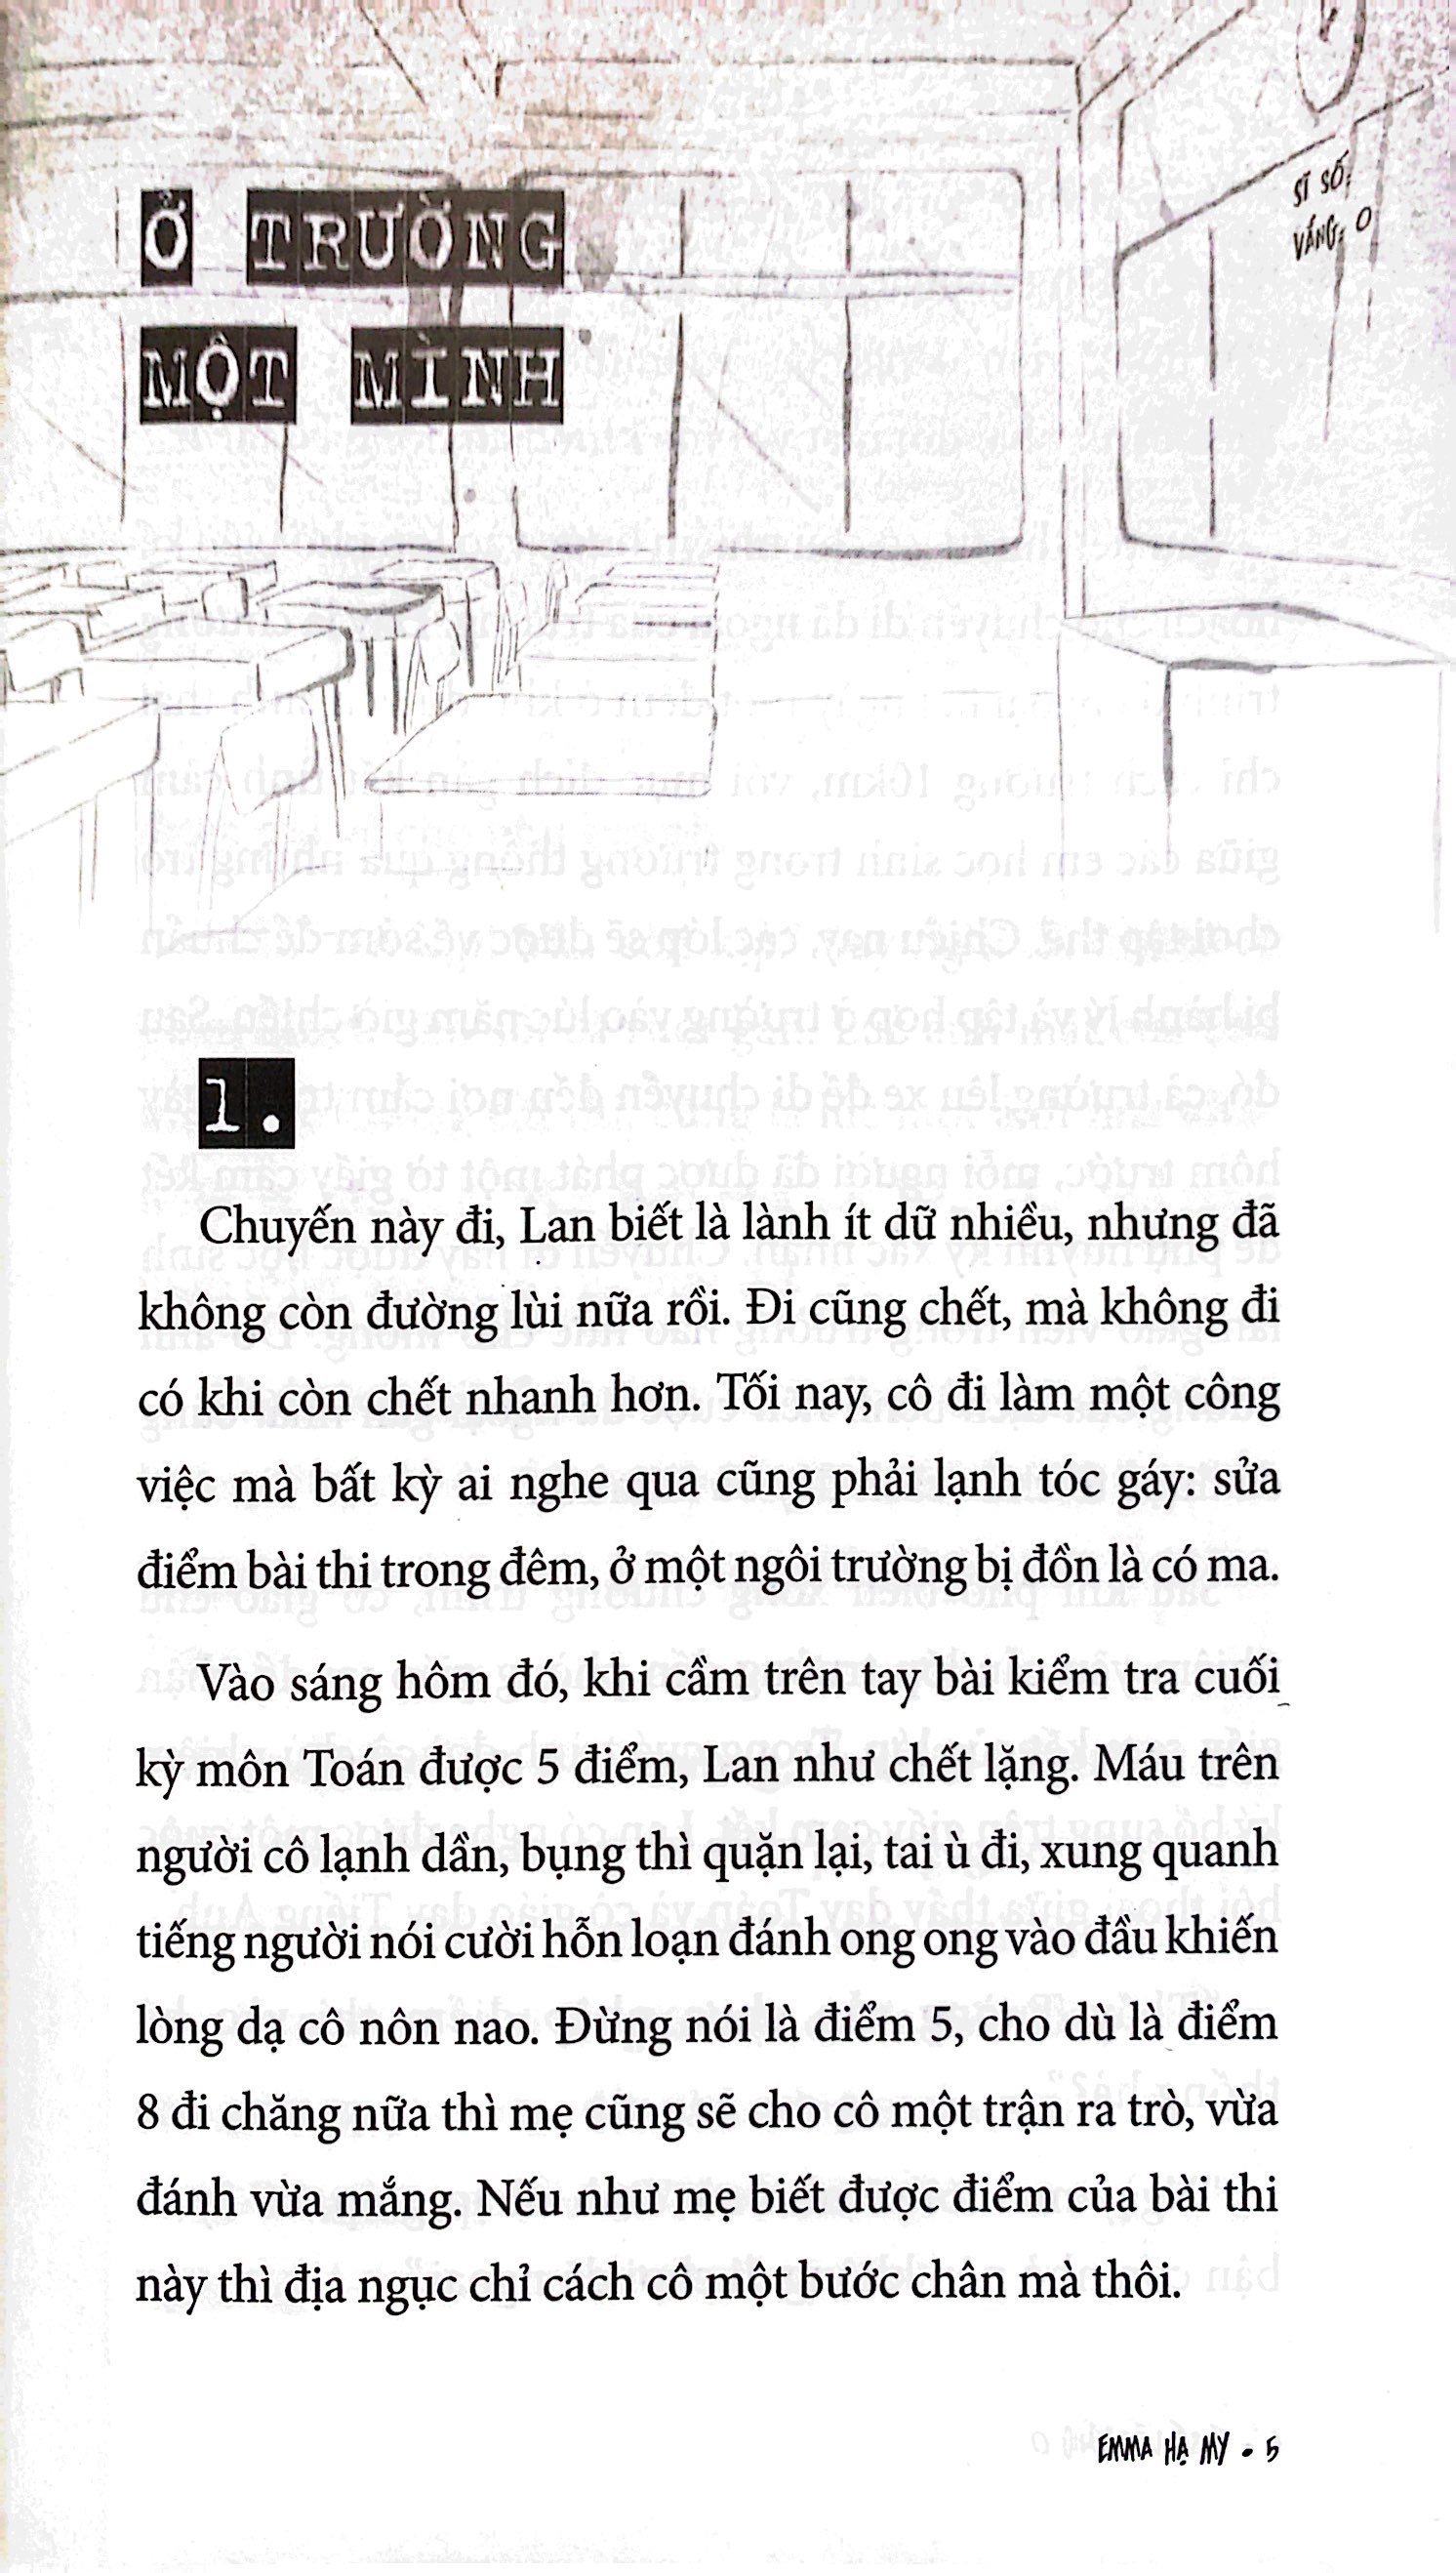 Ở TRƯỜNG
MỘT MÌNH
SĨ SỐ:
VẮNG: 0
1.
Chuyến này đi, Lan biết là lành ít dữ nhiều, nhưng đã
không còn đường lùi nữa rồi. Đi cũng chết, mà không đi
có khi còn chết nhanh hơn. Tối nay, cô đi làm một công
việc mà bất kỳ ai nghe qua cũng phải lạnh tóc gáy: sửa
điểm bài thi trong đêm, ở một ngôi trường bị đồn là có ma.
Vào sáng hôm đó, khi cầm trên tay bài kiểm tra cuối
kỳ môn Toán được 5 điểm, Lan như chết lặng. Máu trên
người cô lạnh dần, bụng thì quặn lại, tai ù đi, xung quanh
tiếng người nói cười hỗn loạn đánh ong ong vào đầu khiến
lòng dạ cô nôn nao. Đừng nói là điểm 5, cho dù là điểm
8 đi chăng nữa thì mẹ cũng sẽ cho cô một trận ra trò, vừa
đánh vừa mắng. Nếu như mẹ biết được điểm của bài thi
này thì địa ngục chỉ cách cô một bước chân mà thôi.
EMMA HẠ MY • 5